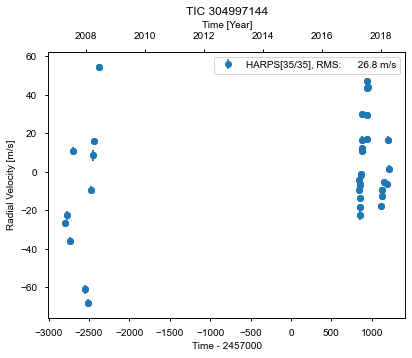 TIC 304997144
Time [Year]
2008 2010 2012 2014 2016 2018
HARPS[35/35], RMS: 26.8 m/s
Radial Velocity [m/s]
60
40
20
0
−20
−40
−60
−3000 −2500 −2000 −1500 −1000 −500 0 500 1000
Time - 2457000